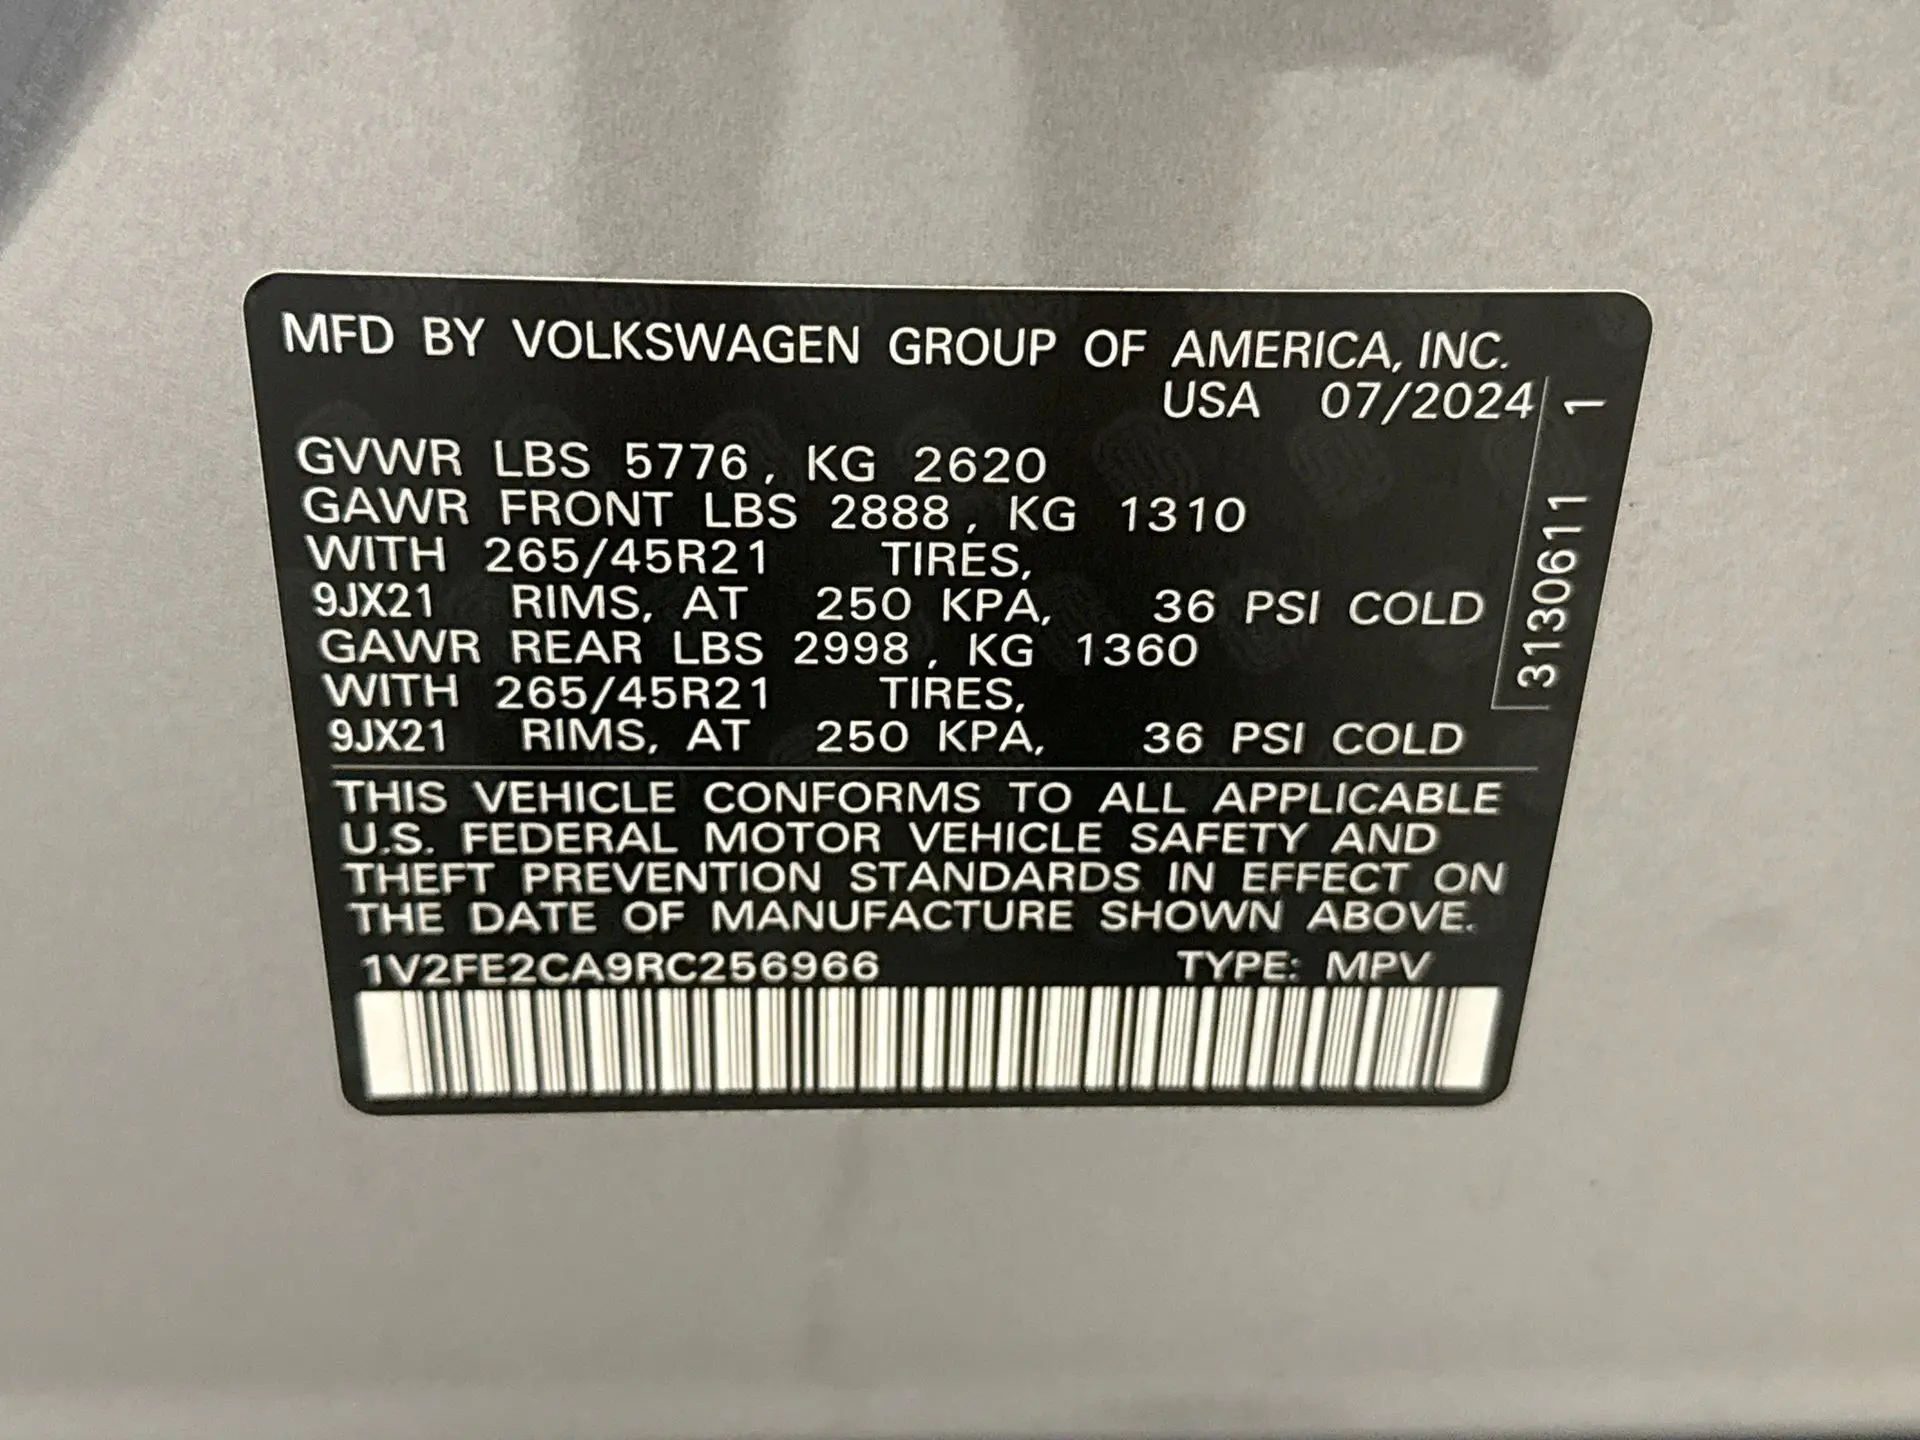 MFD BY VOLKSWAGEN GROUP OF AMERICA, INC.
USA 07/2024
GVWR LBS 5776, KG 2620
GAWR FRONT LBS 2888, KG 1310
WITH 265/45R21 TIRES,
9JX21 RIMS, AT 250 KPA, 36 PSI COLD
GAWR REAR LBS 2998, KG 1360
WITH 265/45R21 TIRES,
9JX21 RIMS, AT 250 KPA, 36 PSI COLD
3130611 1
THIS VEHICLE CONFORMS TO ALL APPLICABLE
U.S. FEDERAL MOTOR VEHICLE SAFETY AND
THEFT PREVENTION STANDARDS IN EFFECT ON
THE DATE OF MANUFACTURE SHOWN ABOVE.
1V2FE2CA9RC256966 TYPE: MPV